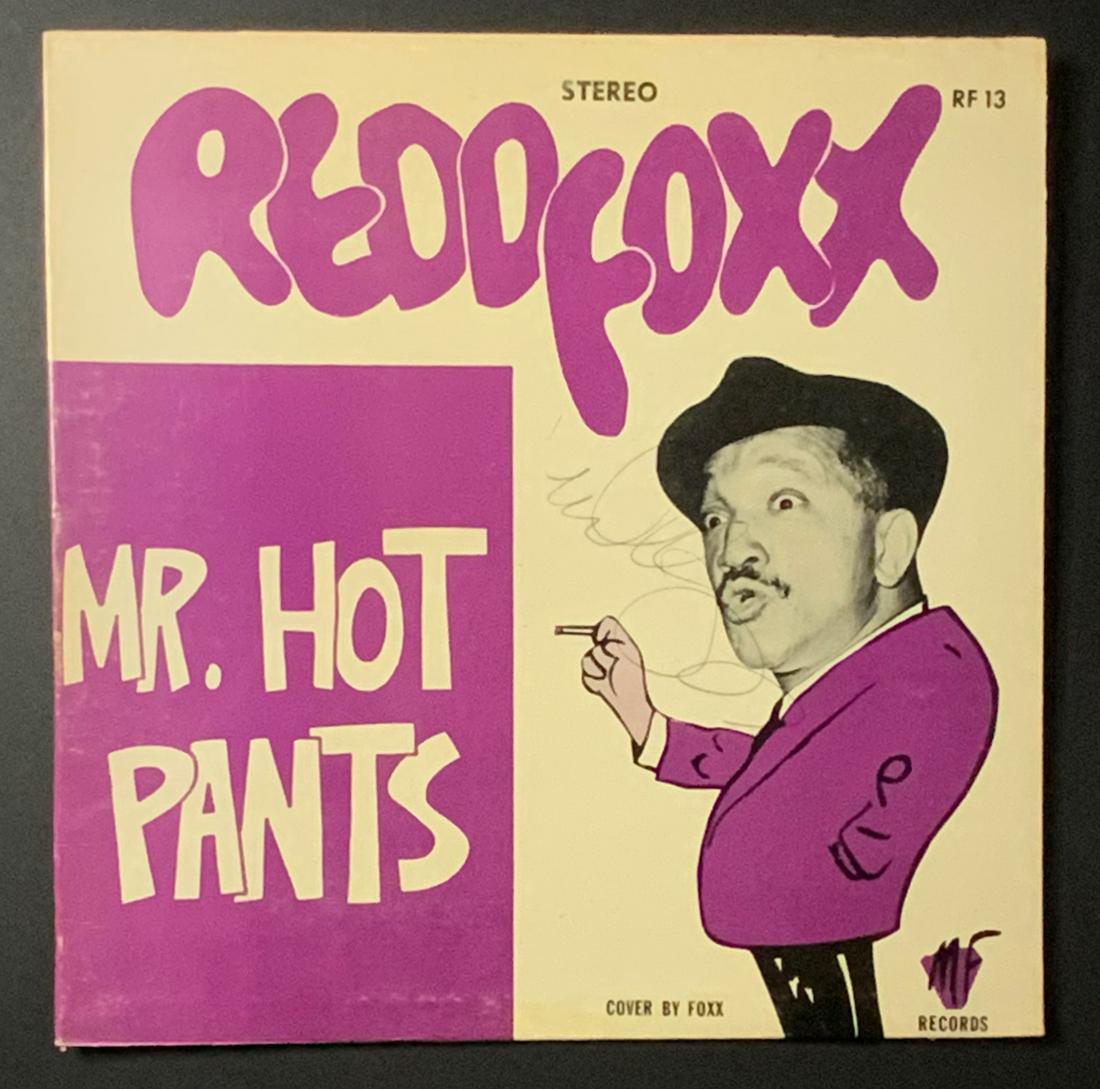 STEREO
RF 13
REDD FOXX
MR. HOT
PANTS
COVER BY FOXX
MF
RECORDS